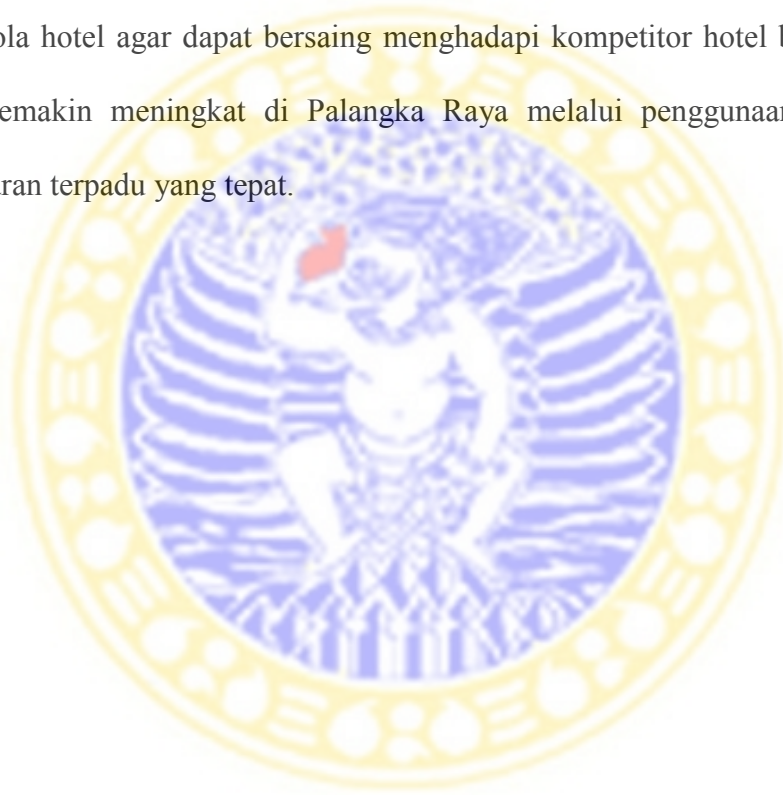 ola hotel agar dapat bersaing menghadapi kompetitor hotel
emakin meningkat di Palangka Raya melalui penggunaan
ran terpadu yang tepat.